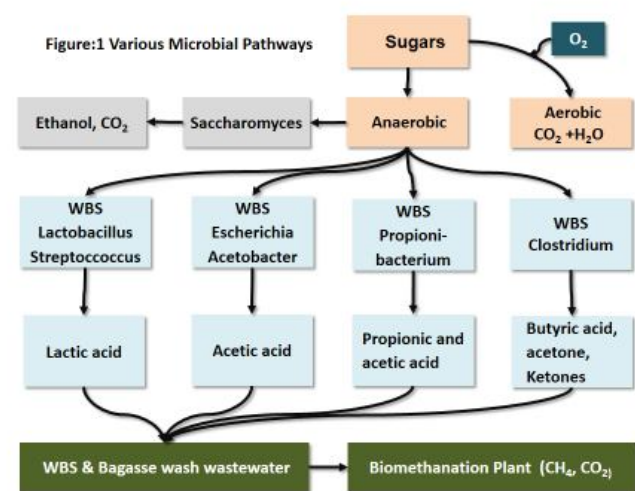 Figure:1 Various Microbial Pathways
Sugars
O₂
Ethanol, CO₂
Saccharomyces
Anaerobic
Aerobic
CO₂ +H₂O
WBS
Lactobacillus
Streptoccoccus
WBS
Escherichia
Acetobacter
WBS
Propioni-
bacterium
WBS
Clostridium
Lactic acid
Acetic acid
Propionic and
acetic acid
Butyric acid,
acetone,
Ketones
WBS & Bagasse wash wastewater
Biomethanation Plant (CH₄, CO₂)